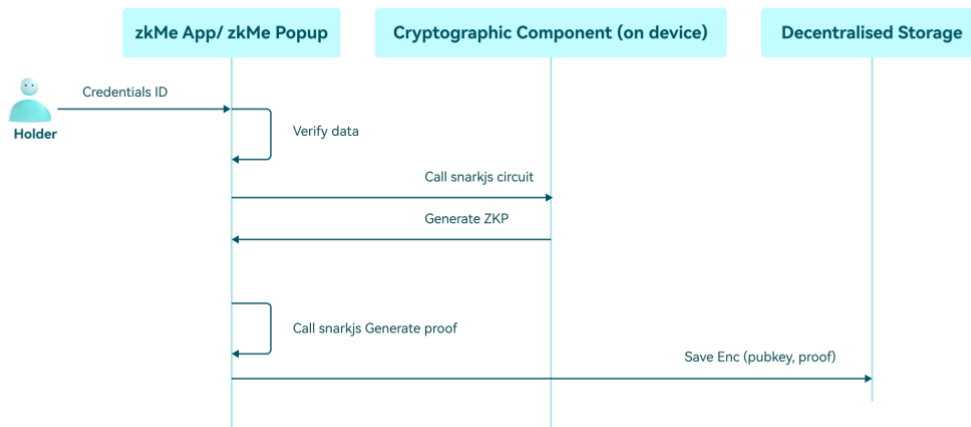 zkMe App/ zkMe Popup
Cryptographic Component (on device)
Decentralised Storage
Credentials ID
Holder
Verify data
Call snarkjs circuit
Generate ZKP
Call snarkjs Generate proof
Save Enc (pubkey, proof)